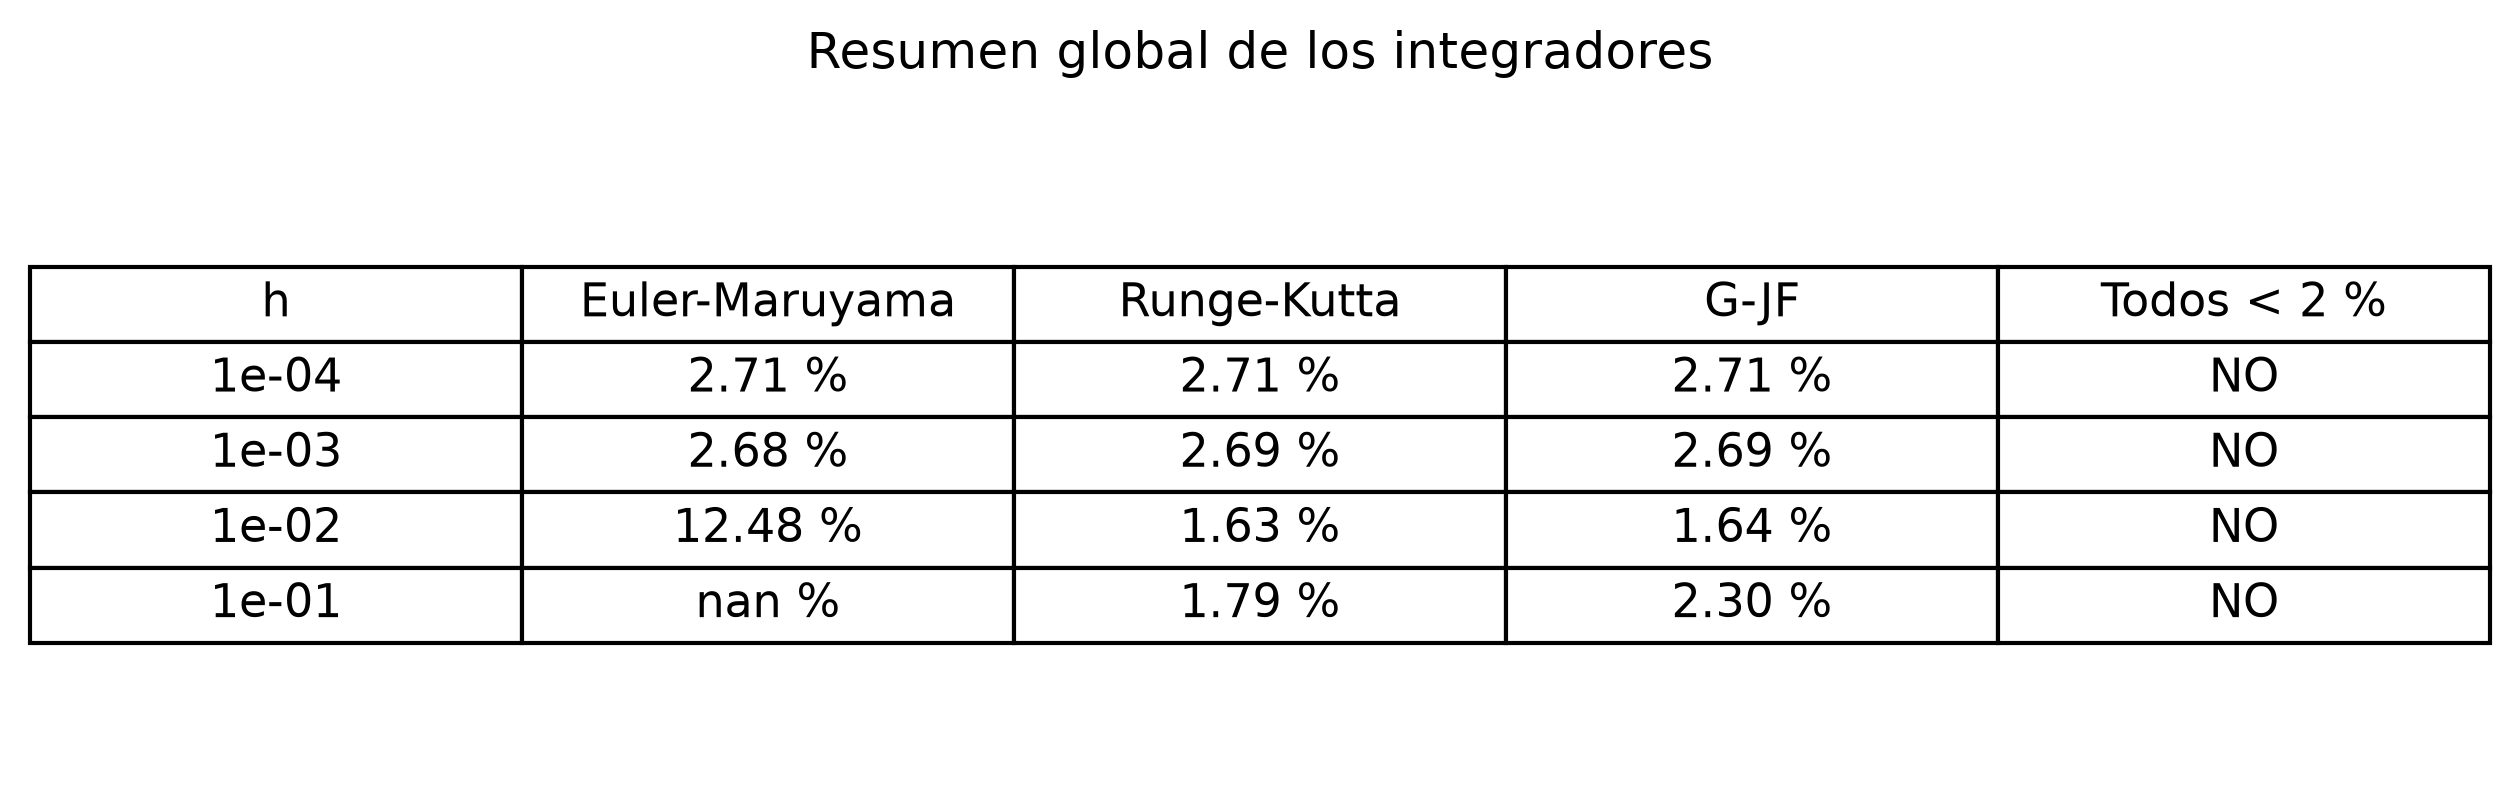 Resumen global de los integradores
h Euler-Maruyama Runge-Kutta G-JF Todos < 2 %
1e-04 2.71 % 2.71 % 2.71 % NO
1e-03 2.68 % 2.69 % 2.69 % NO
1e-02 12.48 % 1.63 % 1.64 % NO
1e-01 nan % 1.79 % 2.30 % NO